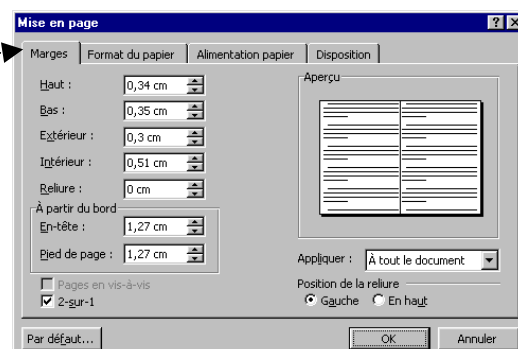 Mise en page
Marges Format du papier Alimentation papier Disposition
Haut : 0,34 cm
Bas : 0,35 cm
Extérieur : 0,3 cm
Intérieur : 0,51 cm
Reliure : 0 cm
À partir du bord
En-tête : 1,27 cm
Pied de page : 1,27 cm
Pages en vis-à-vis
2-sur-1
Aperçu
Appliquer : À tout le document
Position de la reliure
Gauche En haut
Par défaut... OK Annuler